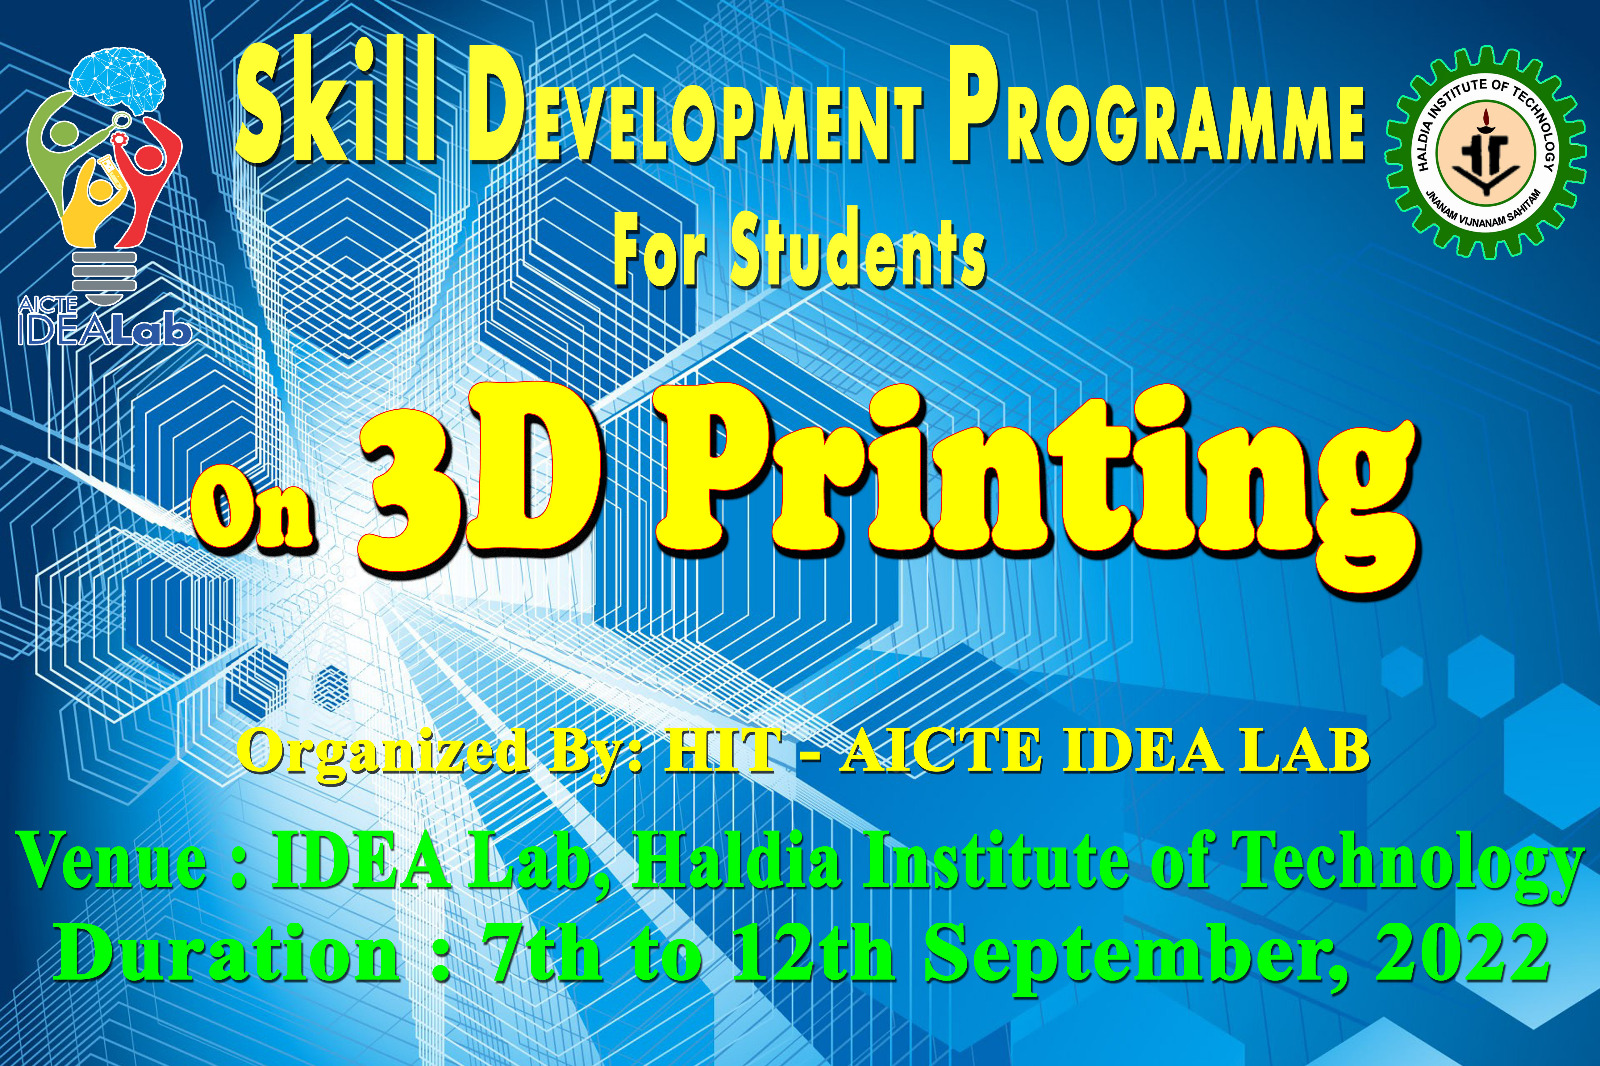 Skill DEVELOPMENT PROGRAMME
For Students
AICTE
IDEALab
HALDIA INSTITUTE OF TECHNOLOGY
JNANAM VIJNANAM SAHITAM
On 3D Printing
Organized By: HIT - AICTE IDEA LAB
Venue : IDEA Lab, Haldia Institute of Technology
Duration : 7th to 12th September, 2022